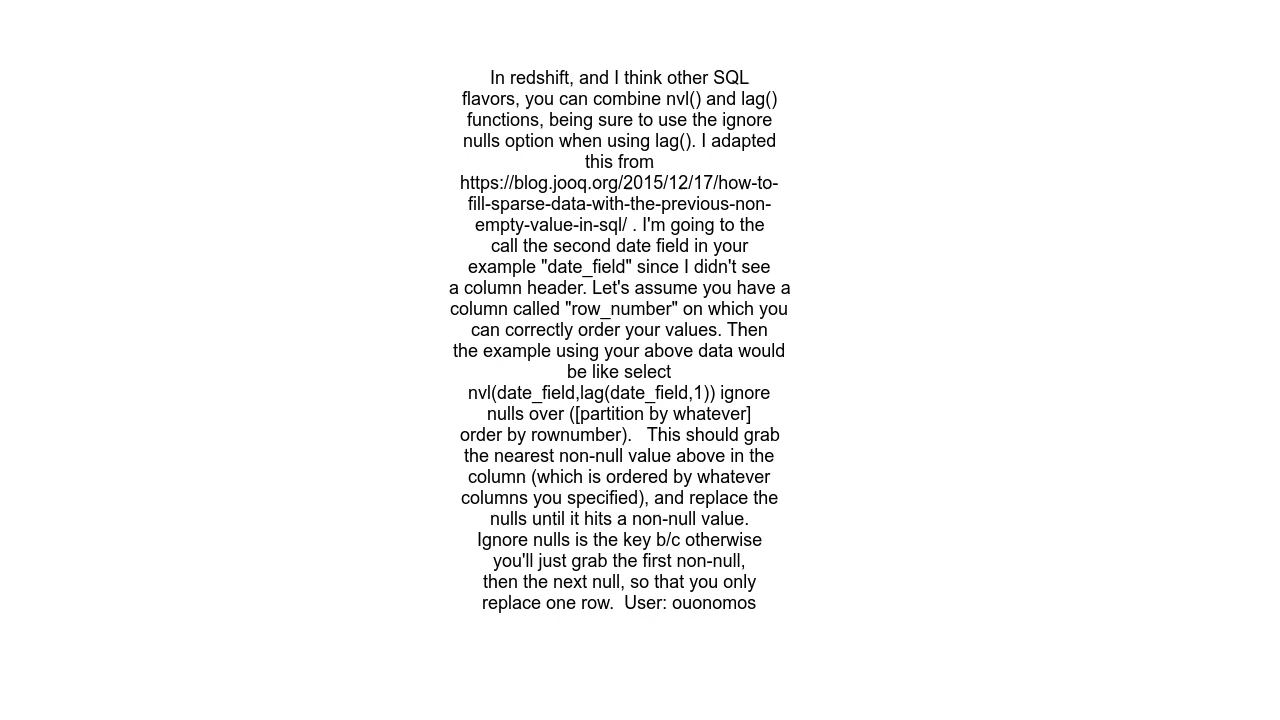 In redshift, and I think other SQL
flavors, you can combine nvl() and lag()
functions, being sure to use the ignore
nulls option when using lag(). I adapted
this from
https://blog.jooq.org/2015/12/17/how-to-
fill-sparse-data-with-the-previous-non-
empty-value-in-sql/ . I'm going to the
call the second date field in your
example "date_field" since I didn't see
a column header. Let's assume you have a
column called "row_number" on which you
can correctly order your values. Then
the example using your above data would
be like select
nvl(date_field,lag(date_field,1)) ignore
nulls over ([partition by whatever]
order by rownumber).   This should grab
the nearest non-null value above in the
column (which is ordered by whatever
columns you specified), and replace the
nulls until it hits a non-null value.
Ignore nulls is the key b/c otherwise
you'll just grab the first non-null,
then the next null, so that you only
replace one row.  User: ouonomos